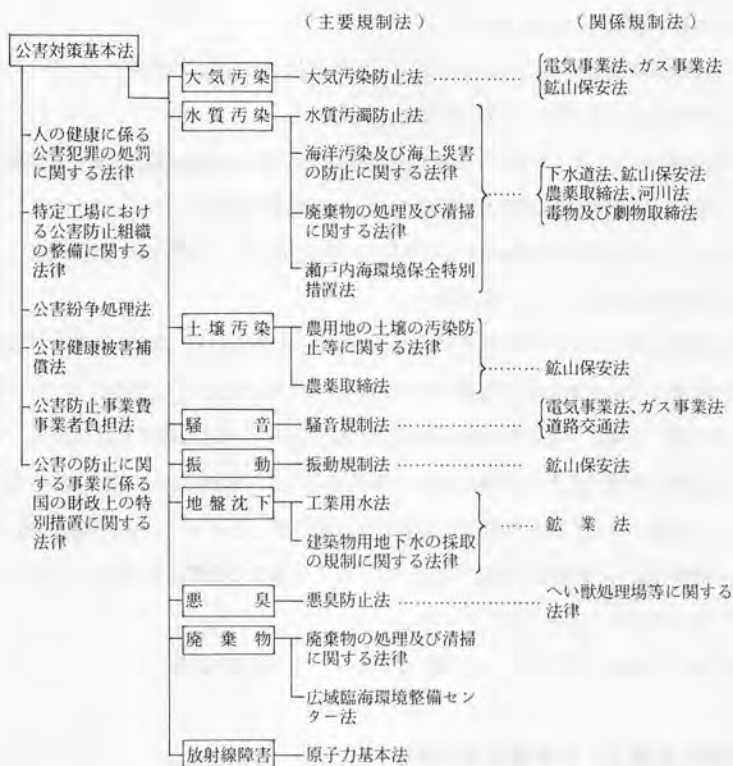 （主要規制法）
（関係規制法）
公害対策基本法
人の健康に係る
公害犯罪の処罰
に関する法律
特定工場におけ
る公害防止組織
の整備に関する
法律
公害紛争処理法
公害健康被害補
償法
公害防止事業費
事業者負担法
公害の防止に関
する事業に係る
国の財政上の特
別措置に関する
法律
大気汚染
大気汚染防止法
電気事業法、ガス事業法
鉱山保安法
水質汚染
水質汚濁防止法
海洋汚染及び海上災害
の防止に関する法律
廃棄物の処理及び清掃
に関する法律
瀬戸内海環境保全特別
措置法
下水道法、鉱山保安法
農薬取締法、河川法
毒物及び劇物取締法
土壌汚染
農用地の土壌の汚染防
止等に関する法律
農薬取締法
鉱山保安法
騒音
騒音規制法
電気事業法、ガス事業法
道路交通法
振動
振動規制法
鉱山保安法
地盤沈下
工業用水法
建築物用地下水の採取
の規制に関する法律
鉱業法
悪臭
悪臭防止法
へい獣処理場等に関する
法律
廃棄物
廃棄物の処理及び清掃
に関する法律
広域臨海環境整備セン
ター法
放射線障害
原子力基本法